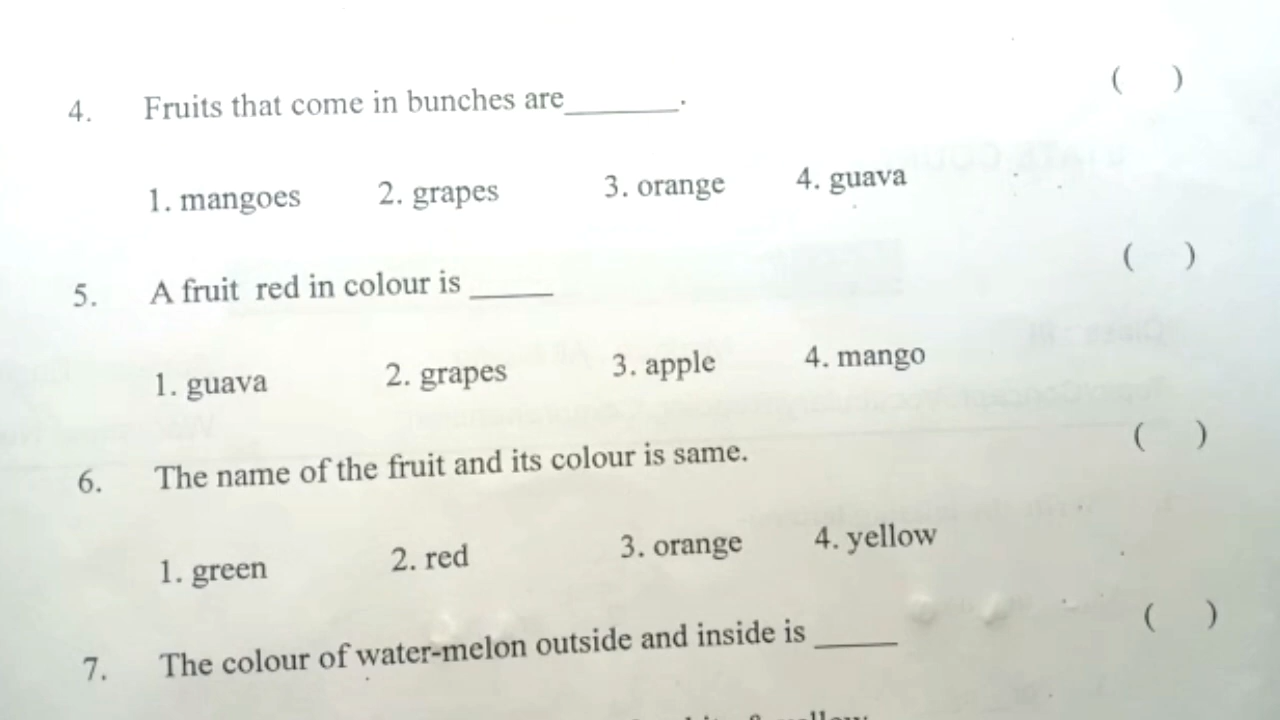 4. Fruits that come in bunches are________. ( )
1. mangoes 2. grapes 3. orange 4. guava
5. A fruit red in colour is ______ ( )
1. guava 2. grapes 3. apple 4. mango
6. The name of the fruit and its colour is same. ( )
1. green 2. red 3. orange 4. yellow
7. The colour of water-melon outside and inside is ______ ( )